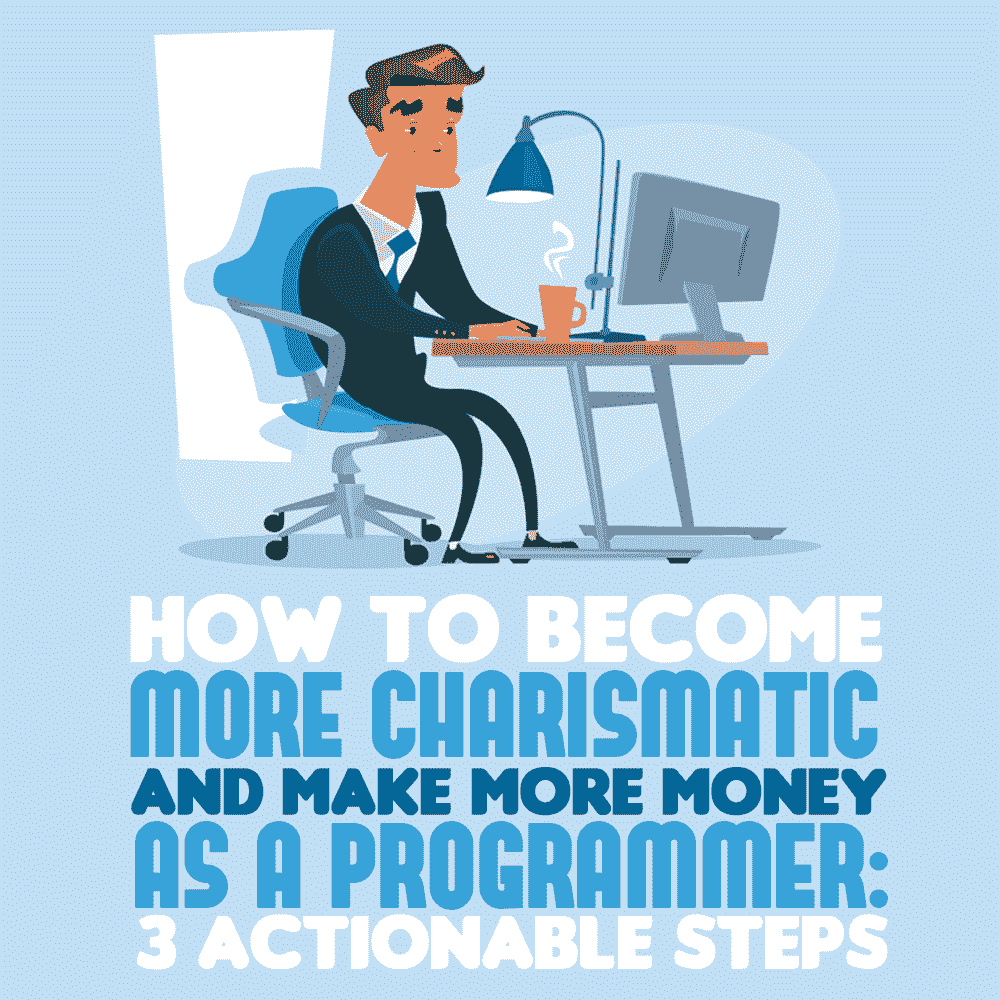 HOW TO BECOME
MORE CHARISMATIC
AND MAKE MORE MONEY
AS A PROGRAMMER:
3 ACTIONABLE STEPS